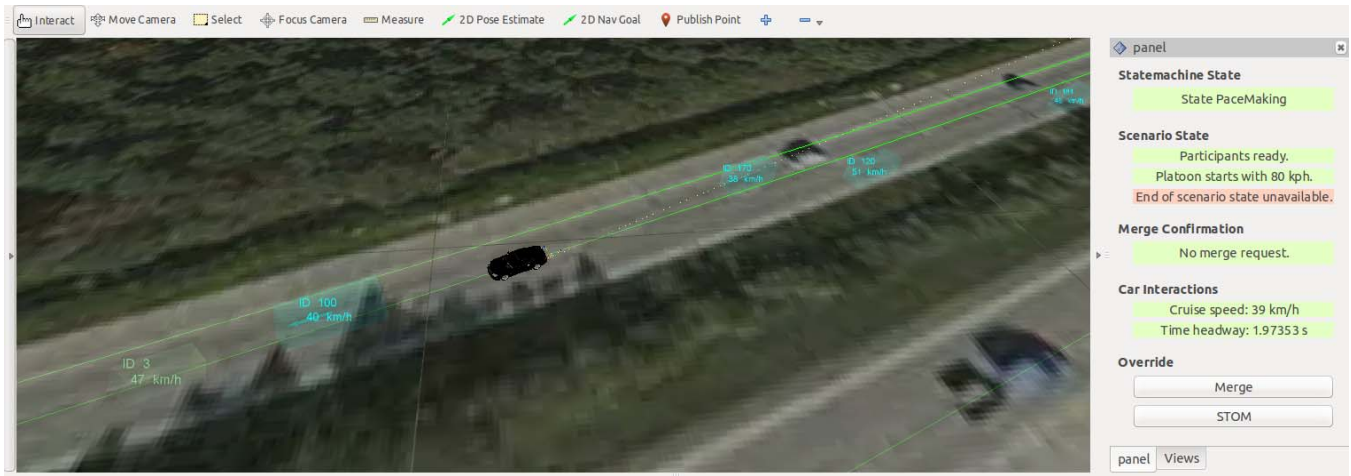 Interact Move Camera Select Focus Camera Measure 2D Pose Estimate 2D Nav Goal Publish Point
panel
Statemachine State
State PaceMaking
Scenario State
Participants ready.
Platoon starts with 80 kph.
End of scenario state unavailable.
Merge Confirmation
No merge request.
Car Interactions
Cruise speed: 39 km/h
Time headway: 1.97353 s
Override
Merge
STOM
panel Views
ID 120
51 km/h
ID 100
40 km/h
ID 3
47 km/h